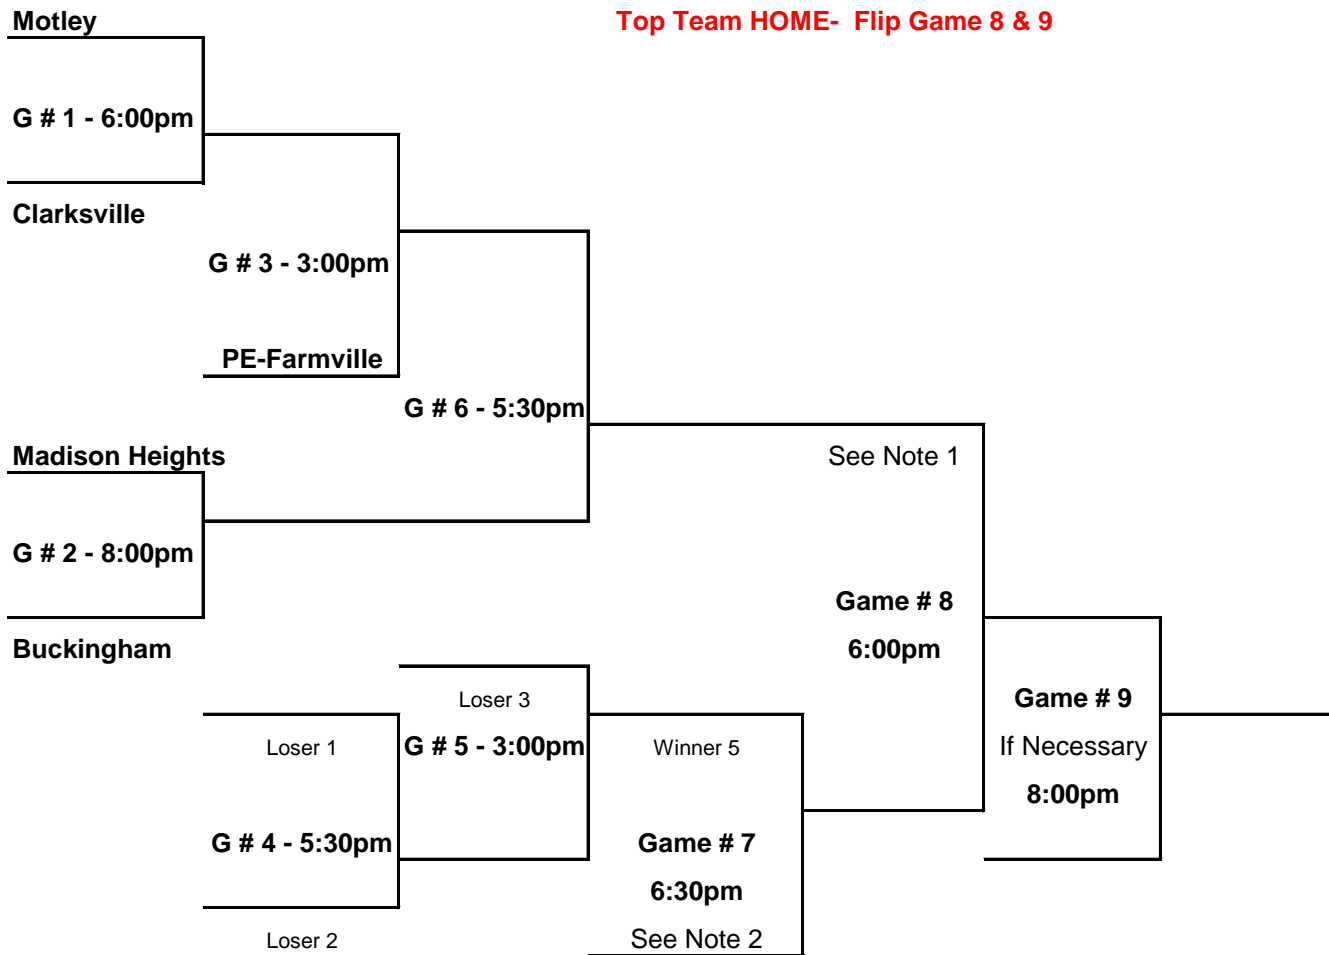 Motley
Top Team HOME-  Flip Game 8 & 9
G # 1 - 6:00pm
Clarksville
G # 3 - 3:00pm
PE-Farmville
G # 6 - 5:30pm
Madison Heights
See Note 1
G # 2 - 8:00pm
Game # 8
Buckingham
6:00pm
Loser 3
Game # 9
Loser 1
G # 5 - 3:00pm
Winner 5
If Necessary
8:00pm
G # 4 - 5:30pm
Game # 7
6:30pm
Loser 2
See Note 2